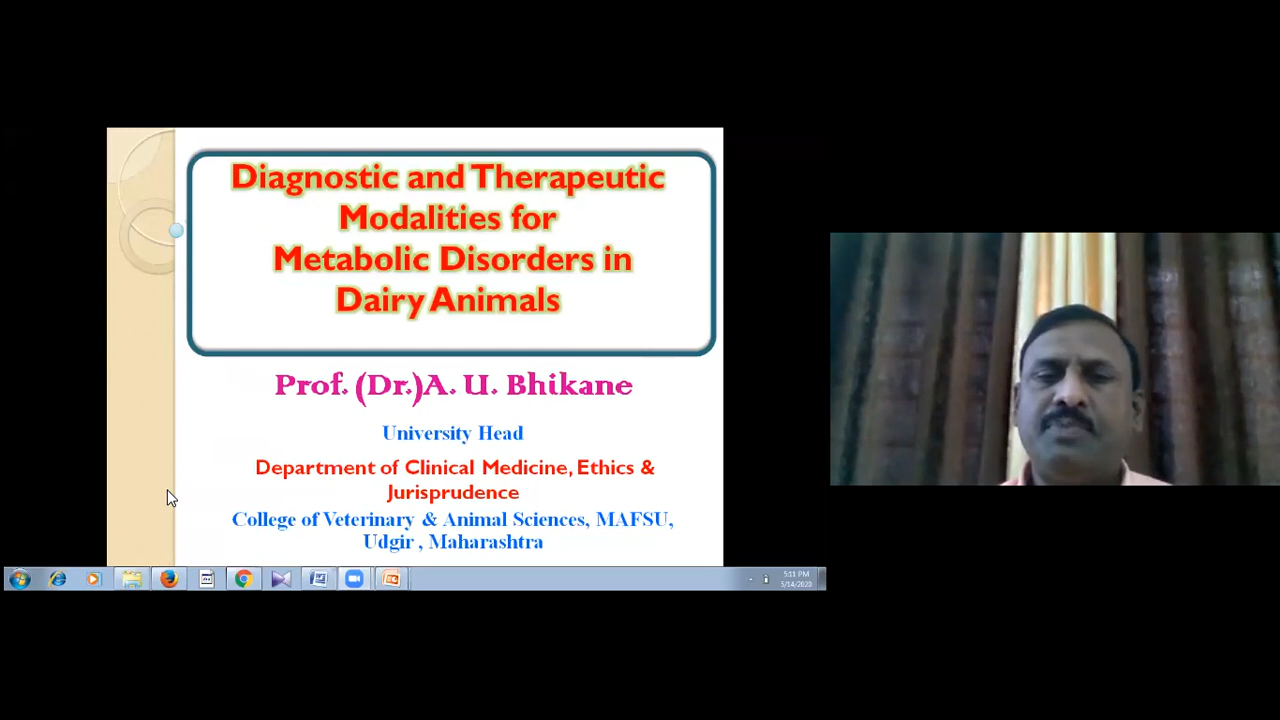 Diagnostic and Therapeutic
Modalities for
Metabolic Disorders in
Dairy Animals
Prof. (Dr.)A. U. Bhikane
University Head
Department of Clinical Medicine, Ethics &
Jurisprudence
College of Veterinary & Animal Sciences, MAFSU,
Udgir , Maharashtra
5:11 PM
5/14/2020